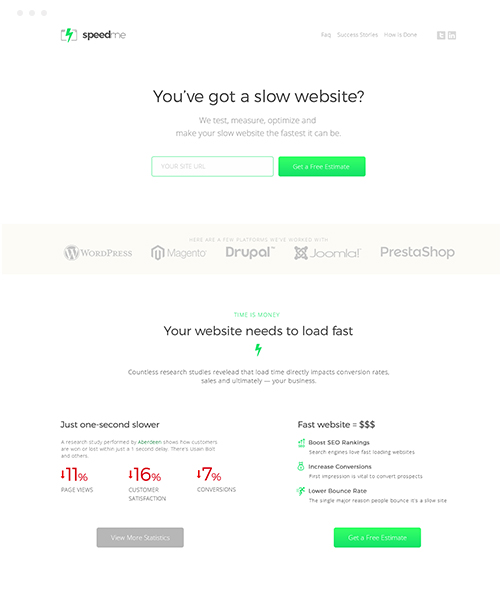 speedme
Faq Success Stories How Is Done
You've got a slow website?
We test, measure, optimize and
make your slow website the fastest it can be.
YOUR SITE URL
Get a Free Estimate
HERE ARE A FEW PLATFORMS WE'VE WORKED WITH
WORDPRESS Magento Drupal Joomla! PrestaShop
TIME IS MONEY
Your website needs to load fast
Countless research studies revelead that load time directly impacts conversion rates,
sales and ultimately — your business.
Just one-second slower
A research study performed by Aberdeen shows how customers
are won or lost within just a 1 second delay. There's Usain Bolt
and others.
11% 16% 7%
PAGE VIEWS CUSTOMER SATISFACTION CONVERSIONS
View More Statistics
Fast website = $$$
Boost SEO Rankings
Search engines love fast loading websites
Increase Conversions
First impression is vital to convert prospects
Lower Bounce Rate
The single major reason people bounce it's a slow site
Get a Free Estimate